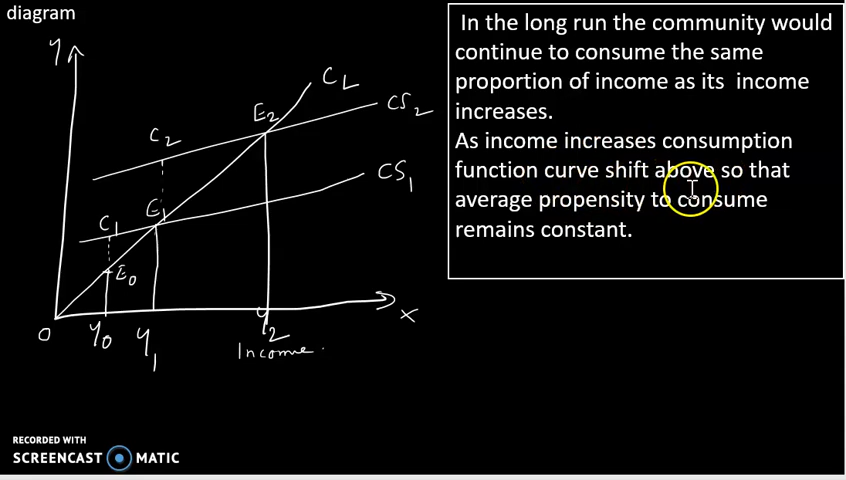 diagram
y
CL
CS2
E2
C2
CS1
E1
C1
E0
O
y0
y1
y2
x
Income
In the long run the community would
continue to consume the same
proportion of income as its income
increases.
As income increases consumption
function curve shift above so that
average propensity to consume
remains constant.
RECORDED WITH
SCREENCAST MATIC